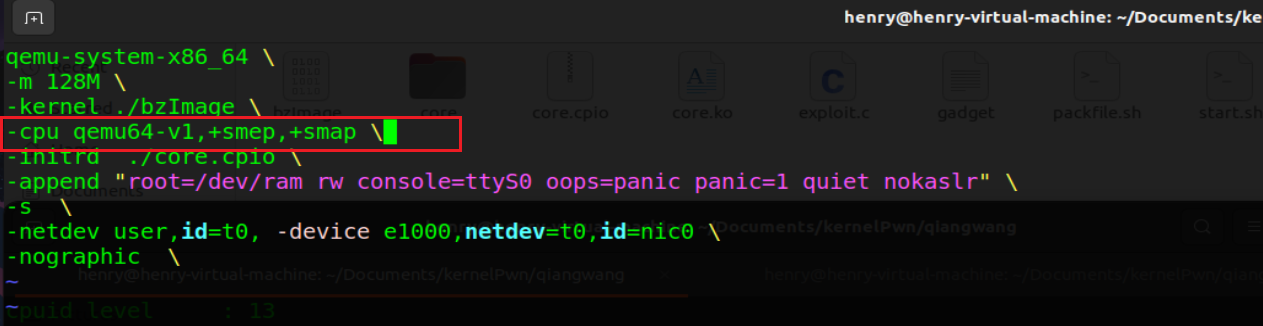 henry@henry-virtual-machine: ~/Documents/ke
qemu-system-x86_64 \
-m 128M \
bzImage core core.cpio core.ko exploit.c gadget packfile.sh start.sh
-kernel ./bzImage \
-cpu qemu64-v1,+smep,+smap \
-initrd  ./core.cpio \
-append "root=/dev/ram rw console=ttyS0 oops=panic panic=1 quiet nokaslr" \
-s  \
-netdev user,id=t0, -device e1000,netdev=t0,id=nic0 \
~/Documents/kernelPwn/qiangwang
-nographic  \
henry@henry-virtual-machine: ~/Documents/kernelPwn/qiangwang henry@henry-virtual-machine: ~/Documents/kernelPwn/qiang
~
~
cpuid level : 13